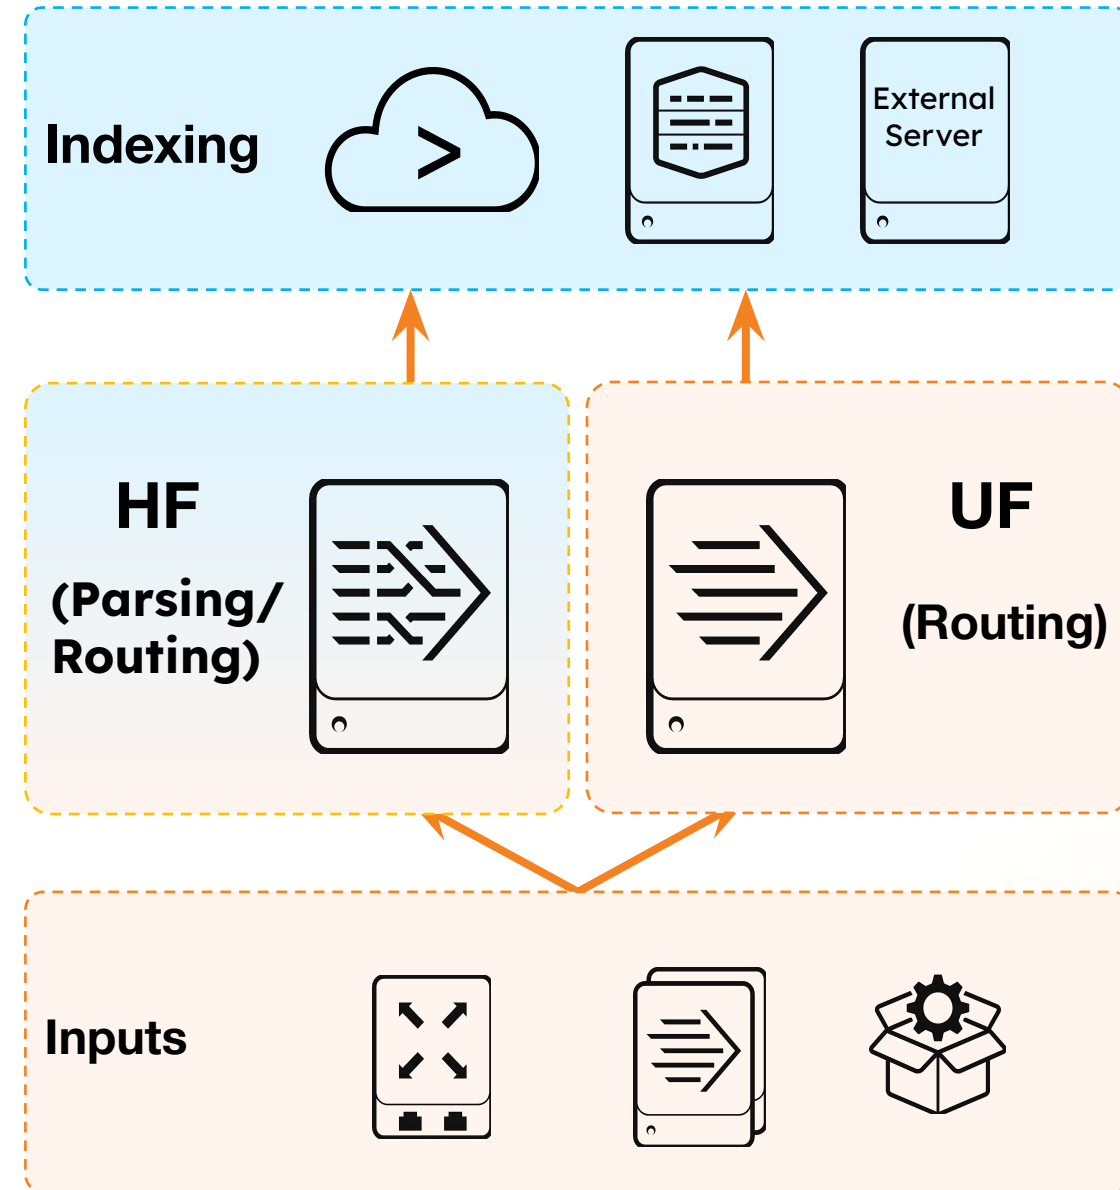 Indexing
External
Server
HF
(Parsing/
Routing)
UF
(Routing)
Inputs